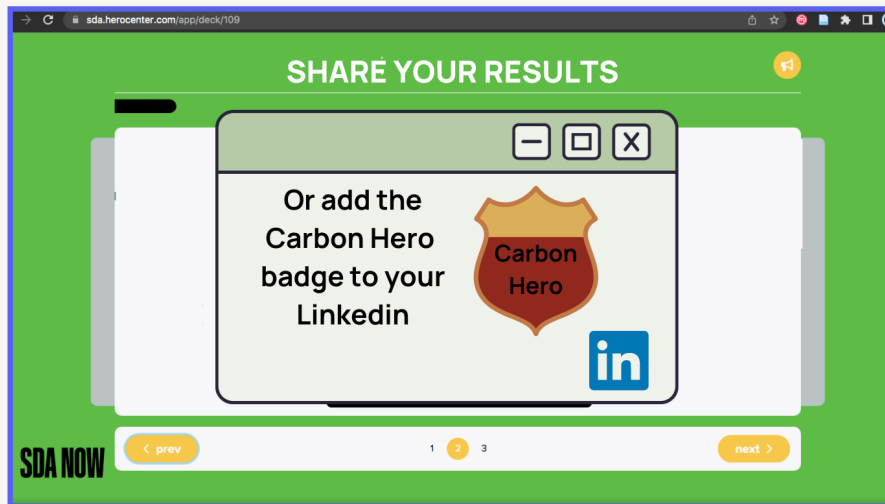 sda.herocenter.com/app/deck/109
SHARE YOUR RESULTS
Or add the
Carbon Hero
badge to your
Linkedin
Carbon
Hero
in
SDA NOW
< prev
1 2 3
next >